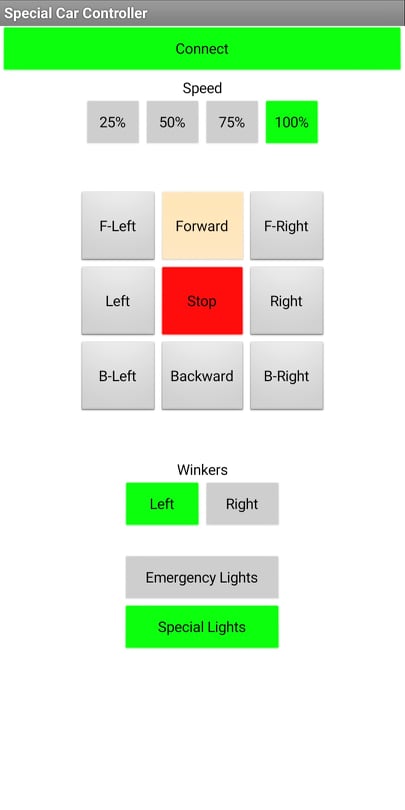 Special Car Controller
Connect
Speed
25% 50% 75% 100%
F-Left Forward F-Right
Left Stop Right
B-Left Backward B-Right
Winkers
Left Right
Emergency Lights
Special Lights